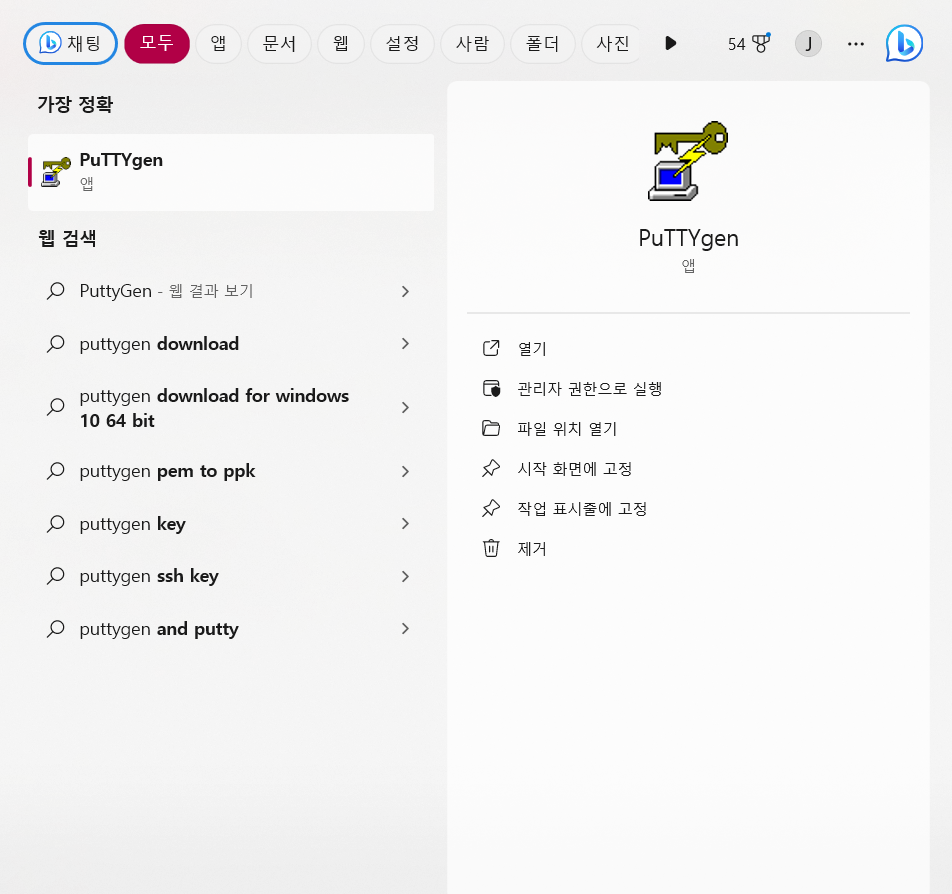 채팅
모두
앱
문서
웹
설정
사람
폴더
사진
54
J
가장 정확
PuTTYgen
앱
웹 검색
PuttyGen - 웹 결과 보기
puttygen download
puttygen download for windows
10 64 bit
puttygen pem to ppk
puttygen key
puttygen ssh key
puttygen and putty
PuTTYgen
앱
열기
관리자 권한으로 실행
파일 위치 열기
시작 화면에 고정
작업 표시줄에 고정
제거